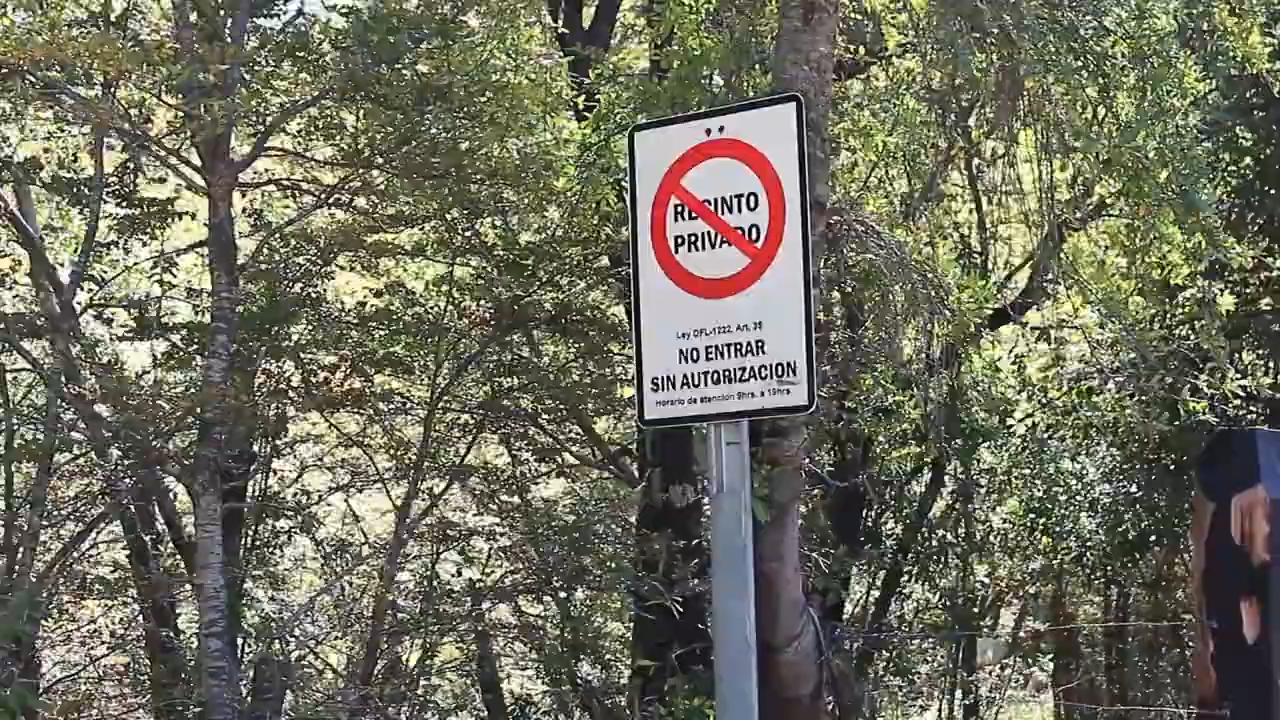 RECINTO
PRIVADO
Ley DFL-1222, Art. 35
NO ENTRAR
SIN AUTORIZACION
Horario de atención 9hrs. a 19hrs.